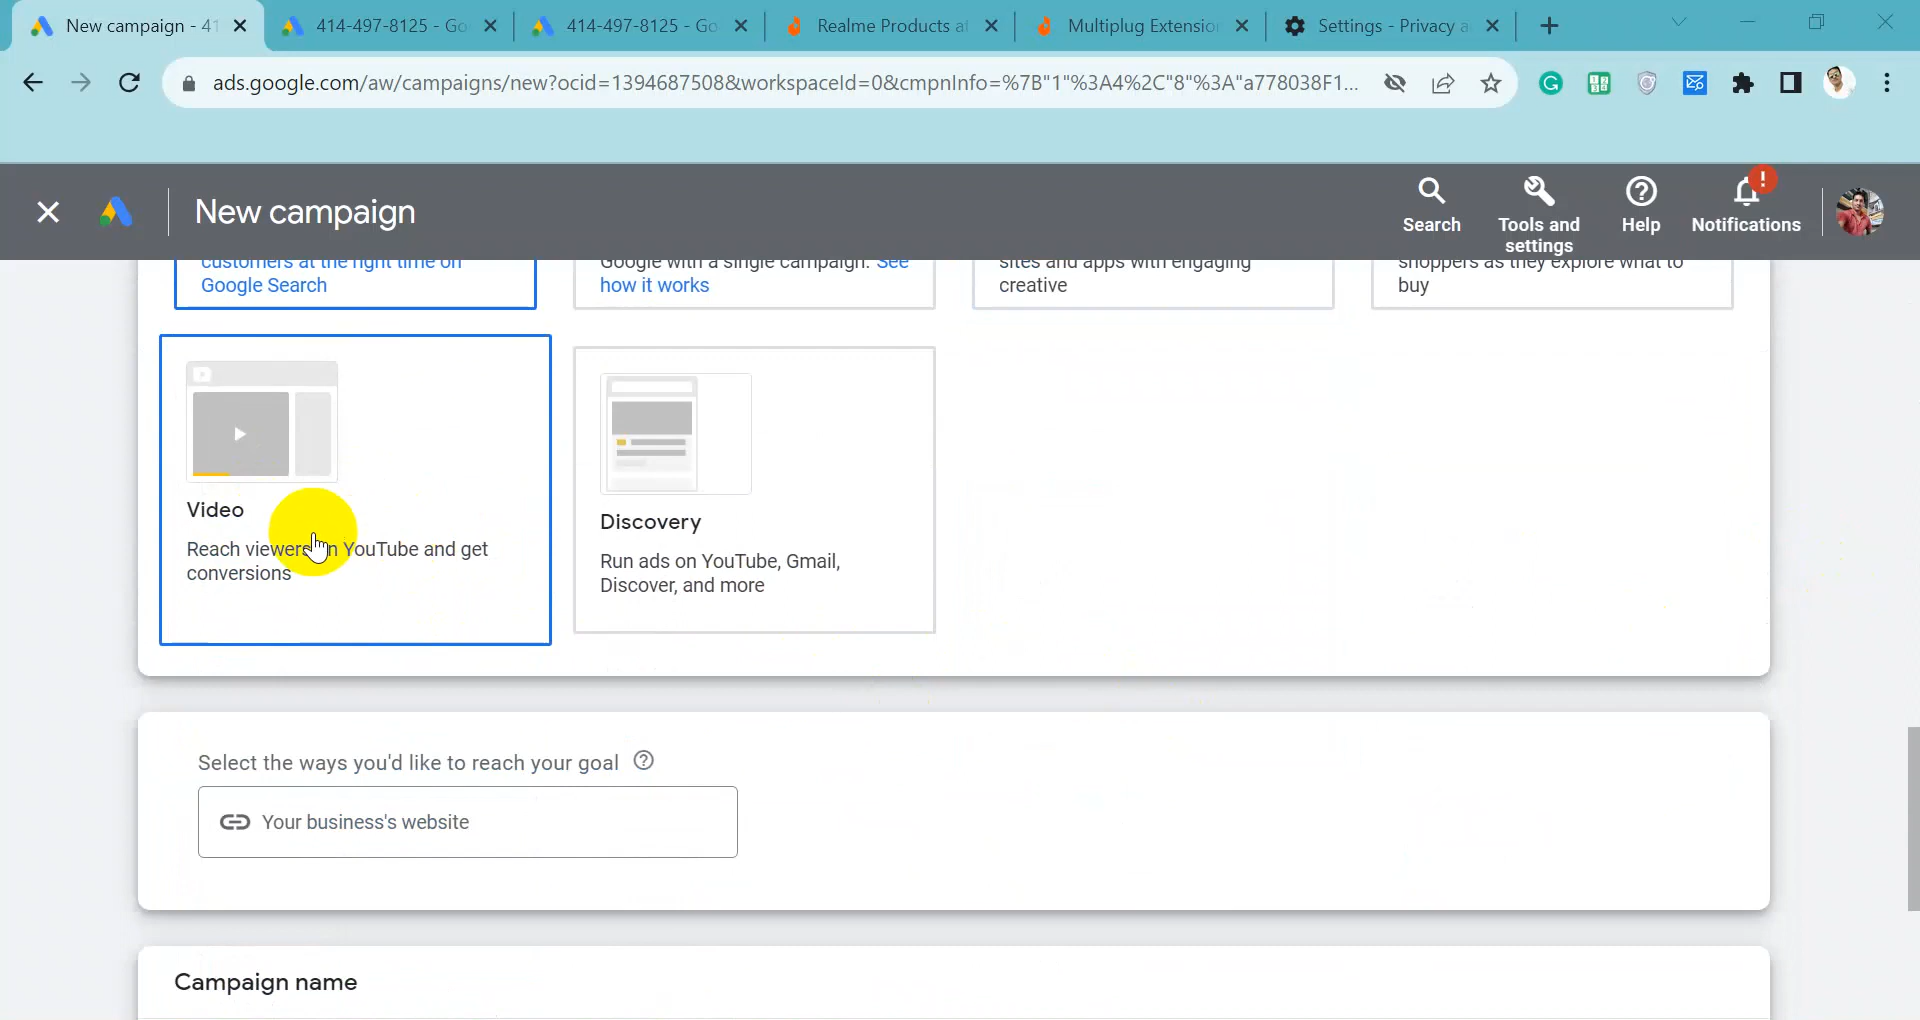 New campaign - 41
414-497-8125 - Go
414-497-8125 - Go
Realme Products at
Multiplug Extension
Settings - Privacy a
ads.google.com/aw/campaigns/new?ocid=1394687508&workspaceId=0&cmpnInfo=%7B"1"%3A4%2C"8"%3A"a778038F1...
New campaign
Search
Tools and
settings
Help
Notifications
customers at the right time on
Google Search
Google with a single campaign. See
how it works
sites and apps with engaging
creative
shoppers as they explore what to
buy
Video
Reach viewers on YouTube and get
conversions
Discovery
Run ads on YouTube, Gmail,
Discover, and more
Select the ways you'd like to reach your goal
Your business's website
Campaign name